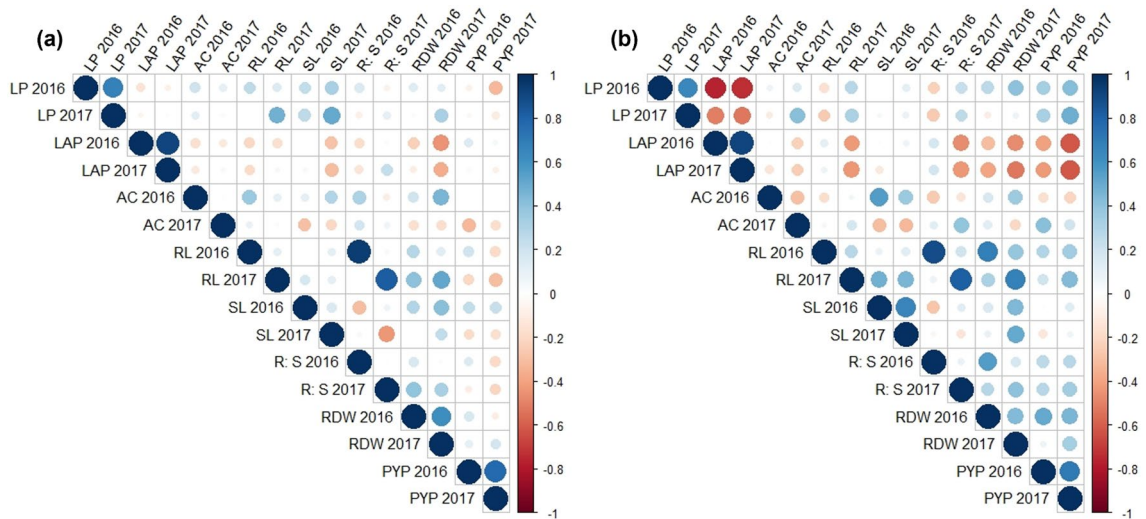 (a)
LP 2016
LP 2017
LAP 2016
LAP 2017
AC 2016
AC 2017
RL 2016
RL 2017
SL 2016
SL 2017
R: S 2016
R: S 2017
RDW 2016
RDW 2017
PYP 2016
PYP 2017
LP 2016
LP 2017
LAP 2016
LAP 2017
AC 2016
AC 2017
RL 2016
RL 2017
SL 2016
SL 2017
R: S 2016
R: S 2017
RDW 2016
RDW 2017
PYP 2016
PYP 2017
1
0.8
0.6
0.4
0.2
0
-0.2
-0.4
-0.6
-0.8
-1
(b)
LP 2016
LP 2017
LAP 2016
LAP 2017
AC 2016
AC 2017
RL 2016
RL 2017
SL 2016
SL 2017
R: S 2016
R: S 2017
RDW 2016
RDW 2017
PYP 2016
PYP 2017
LP 2016
LP 2017
LAP 2016
LAP 2017
AC 2016
AC 2017
RL 2016
RL 2017
SL 2016
SL 2017
R: S 2016
R: S 2017
RDW 2016
RDW 2017
PYP 2016
PYP 2017
1
0.8
0.6
0.4
0.2
0
-0.2
-0.4
-0.6
-0.8
-1